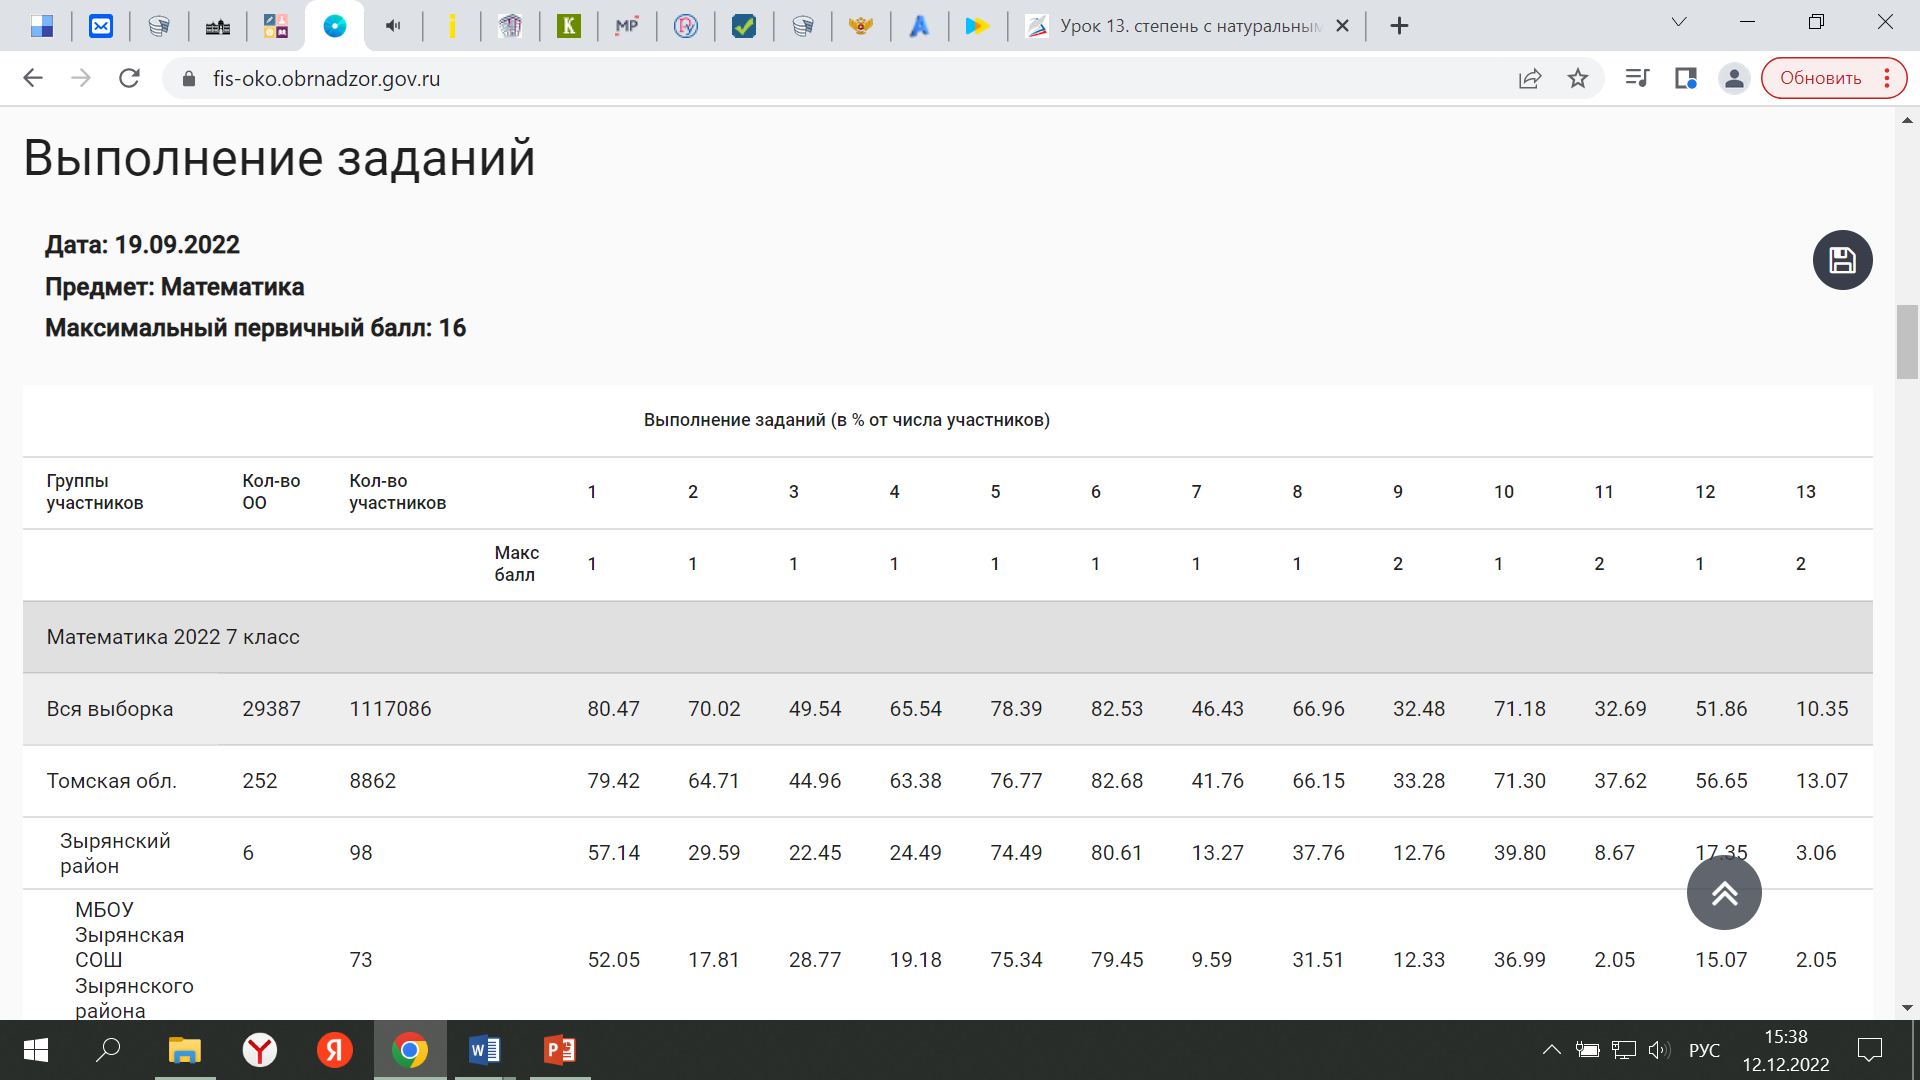 K
МР
Урок 13. степень с натуральным
fis-oko.obrnadzor.gov.ru
Обновить
Выполнение заданий
Дата: 19.09.2022
Предмет: Математика
Максимальный первичный балл: 16
Выполнение заданий (в % от числа участников)
Группы участников Кол-во ОО Кол-во участников 1 2 3 4 5 6 7 8 9 10 11 12 13
Макс балл 1 1 1 1 1 1 1 1 2 1 2 1 2
Математика 2022 7 класс
Вся выборка 29387 1117086 80.47 70.02 49.54 65.54 78.39 82.53 46.43 66.96 32.48 71.18 32.69 51.86 10.35
Томская обл. 252 8862 79.42 64.71 44.96 63.38 76.77 82.68 41.76 66.15 33.28 71.30 37.62 56.65 13.07
Зырянский район 6 98 57.14 29.59 22.45 24.49 74.49 80.61 13.27 37.76 12.76 39.80 8.67 17.35 3.06
МБОУ Зырянская СОШ Зырянского района 73 52.05 17.81 28.77 19.18 75.34 79.45 9.59 31.51 12.33 36.99 2.05 15.07 2.05
РУС
15:38
12.12.2022